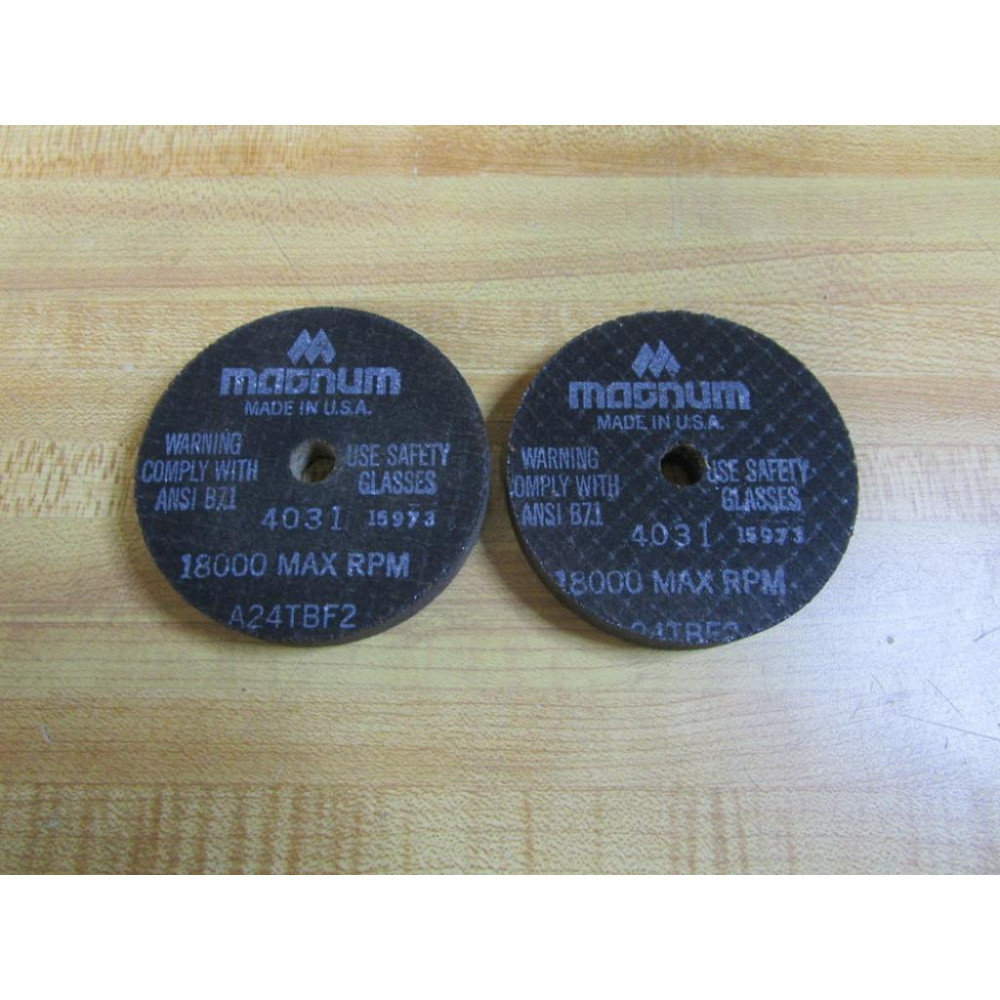 MAGNUM
MADE IN U.S.A.
WARNING
COMPLY WITH
ANSI B7.1
USE SAFETY
GLASSES
4031 15973
18000 MAX RPM
A24TBF2
MAGNUM
MADE IN U.S.A.
WARNING
COMPLY WITH
ANSI B7.1
USE SAFETY
GLASSES
4031 15973
18000 MAX RPM
24TBF2